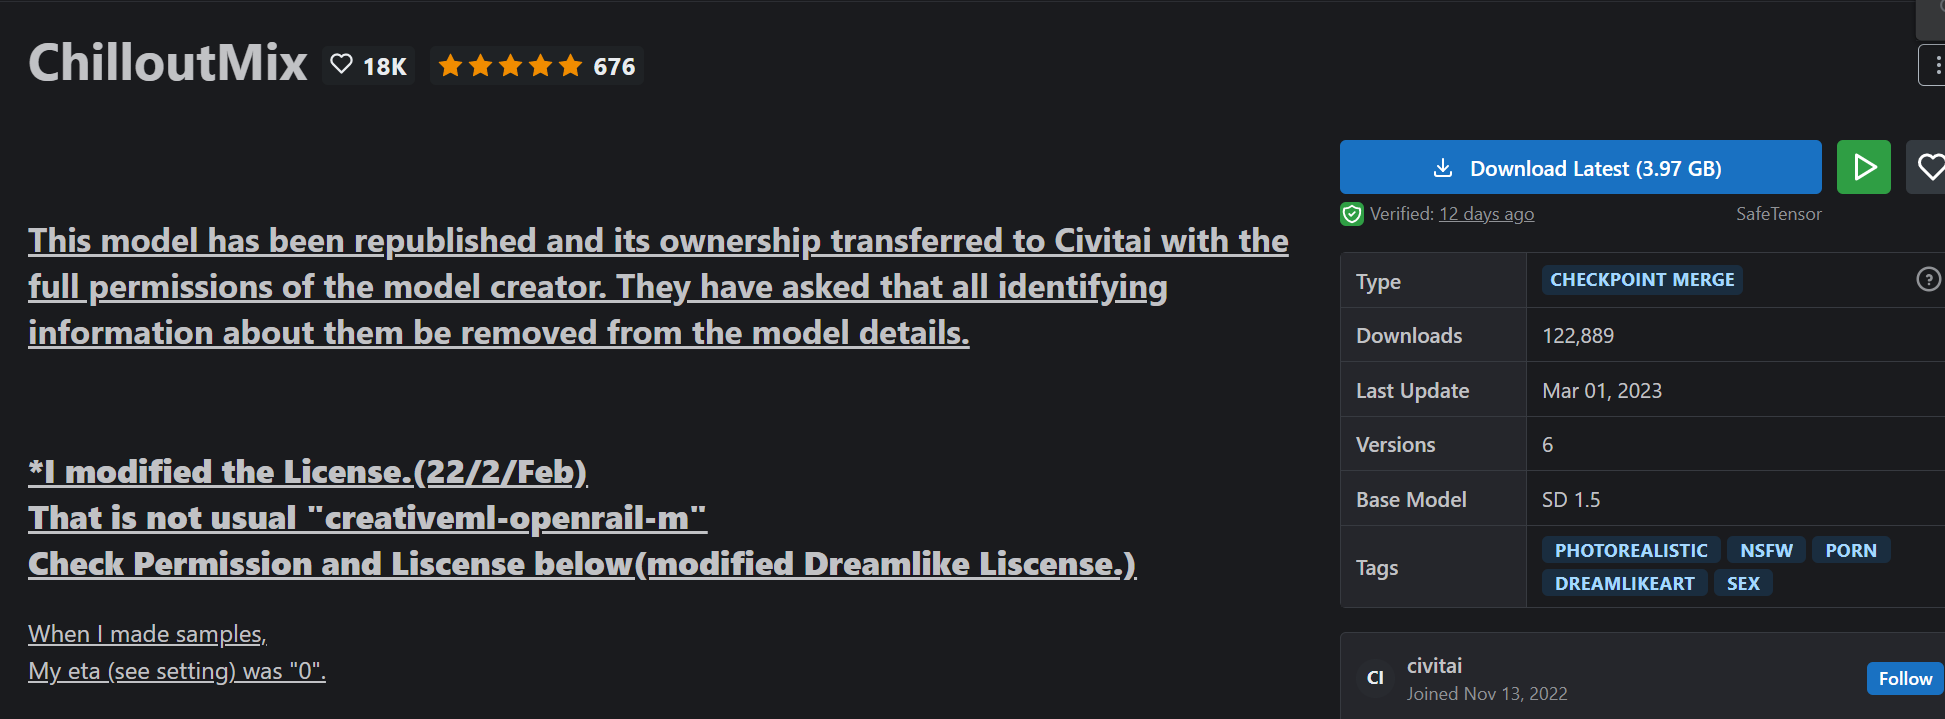 ChilloutMix 18K 676
Download Latest (3.97 GB)
Verified: 12 days ago SafeTensor
This model has been republished and its ownership transferred to Civitai with the
full permissions of the model creator. They have asked that all identifying
information about them be removed from the model details.
*I modified the License.(22/2/Feb)
That is not usual "creativeml-openrail-m"
Check Permission and Liscense below(modified Dreamlike Liscense.)
When I made samples,
My eta (see setting) was "0".
Type CHECKPOINT MERGE
Downloads 122,889
Last Update Mar 01, 2023
Versions 6
Base Model SD 1.5
Tags PHOTOREALISTIC NSFW PORN
DREAMLIKEART SEX
CI civitai
Joined Nov 13, 2022
Follow